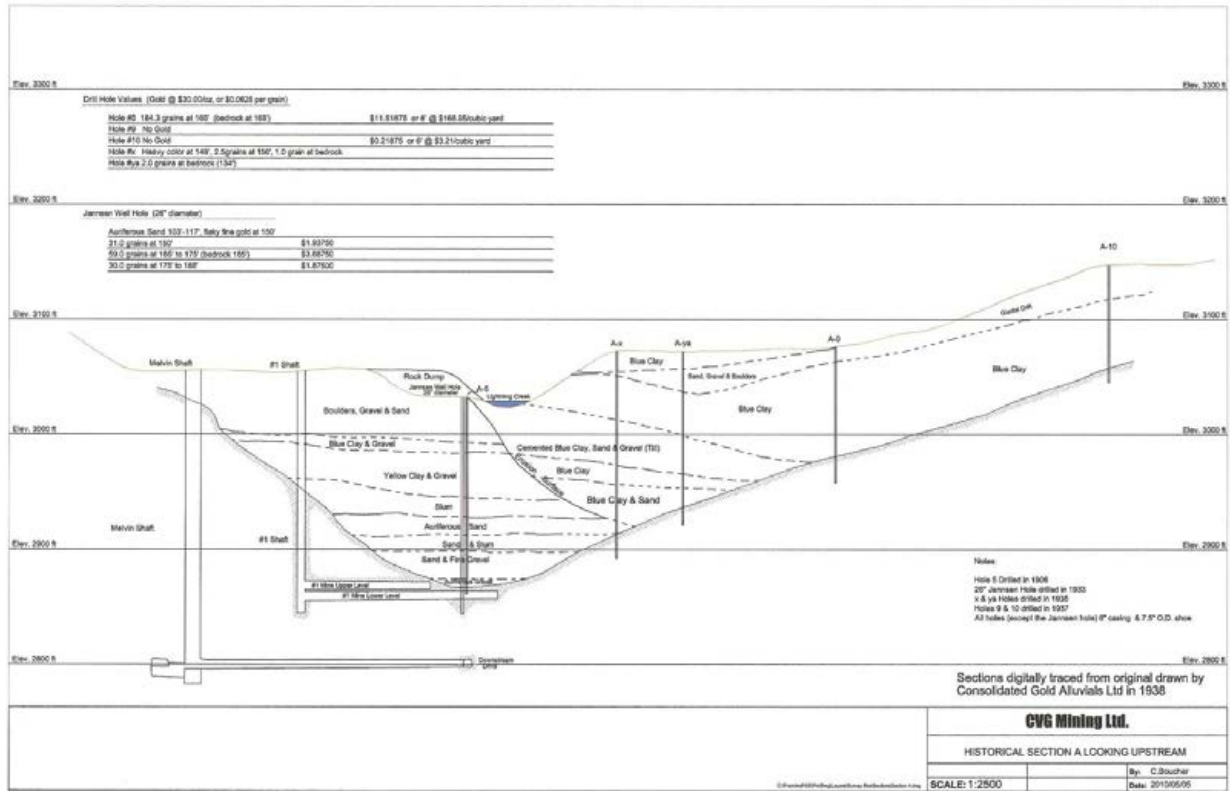 Elev. 3300 ft
Elev. 3300 ft
Drill Hole Values (Gold @ $30.00/oz, or $0.0625 per grain)
Hole #5 184.3 grains at 160' (bedrock at 165') $11.51875 or 6' @ $168.95/cubic yard
Hole #9 No Gold
Hole #10 No Gold $0.21875 or 6' @ $3.21/cubic yard
Hole #x Heavy color at 148', 2.5grains at 156', 1.0 grain at bedrock
Hole #ya 2.0 grains at bedrock (134')
Elev. 3200 ft
Elev. 3200 ft
Jannsen Well Hole (26" diameter)
Auriferous Sand 103'-117', flaky fine gold at 150'
31.0 grains at 150' $1.93750
59.0 grains at 165' to 175' (bedrock 165') $3.68750
30.0 grains at 175' to 185' $1.87500
A-10
Elev. 3100 ft
Elev. 3100 ft
Glacial Drift
A-x
A-ya
A-9
Melvin Shaft
#1 Shaft
Blue Clay
Rock Dump
Sand, Gravel & Boulders
Blue Clay
Jannsen Well Hole
26" diameter
A-5
Lightning Creek
Boulders, Gravel & Sand
Blue Clay
Elev. 3000 ft
Elev. 3000 ft
Blue Clay & Gravel
Cemented Blue Clay, Sand & Gravel (Till)
Erosion Surface
Yellow Clay & Gravel
Blue Clay
Blue Clay & Sand
Slum
Melvin Shaft
#1 Shaft
Auriferous Sand
Sand & Slum
Elev. 2900 ft
Elev. 2900 ft
Sand & Fine Gravel
#1 Mine Upper Level
#1 Mine Lower Level
Notes:
Hole 5 Drilled in 1906
26" Jannsen Hole drilled in 1933
x & ya Holes drilled in 1935
Holes 9 & 10 drilled in 1937
All holes (except the Jannsen hole) 6" casing & 7.5" O.D. shoe
Elev. 2800 ft
Downstream
Drift
Elev. 2800 ft
Sections digitally traced from original drawn by
Consolidated Gold Alluvials Ltd in 1938
CVG Mining Ltd.
HISTORICAL SECTION A LOOKING UPSTREAM
By: C.Boucher
SCALE: 1:2500
Date: 2010/05/05